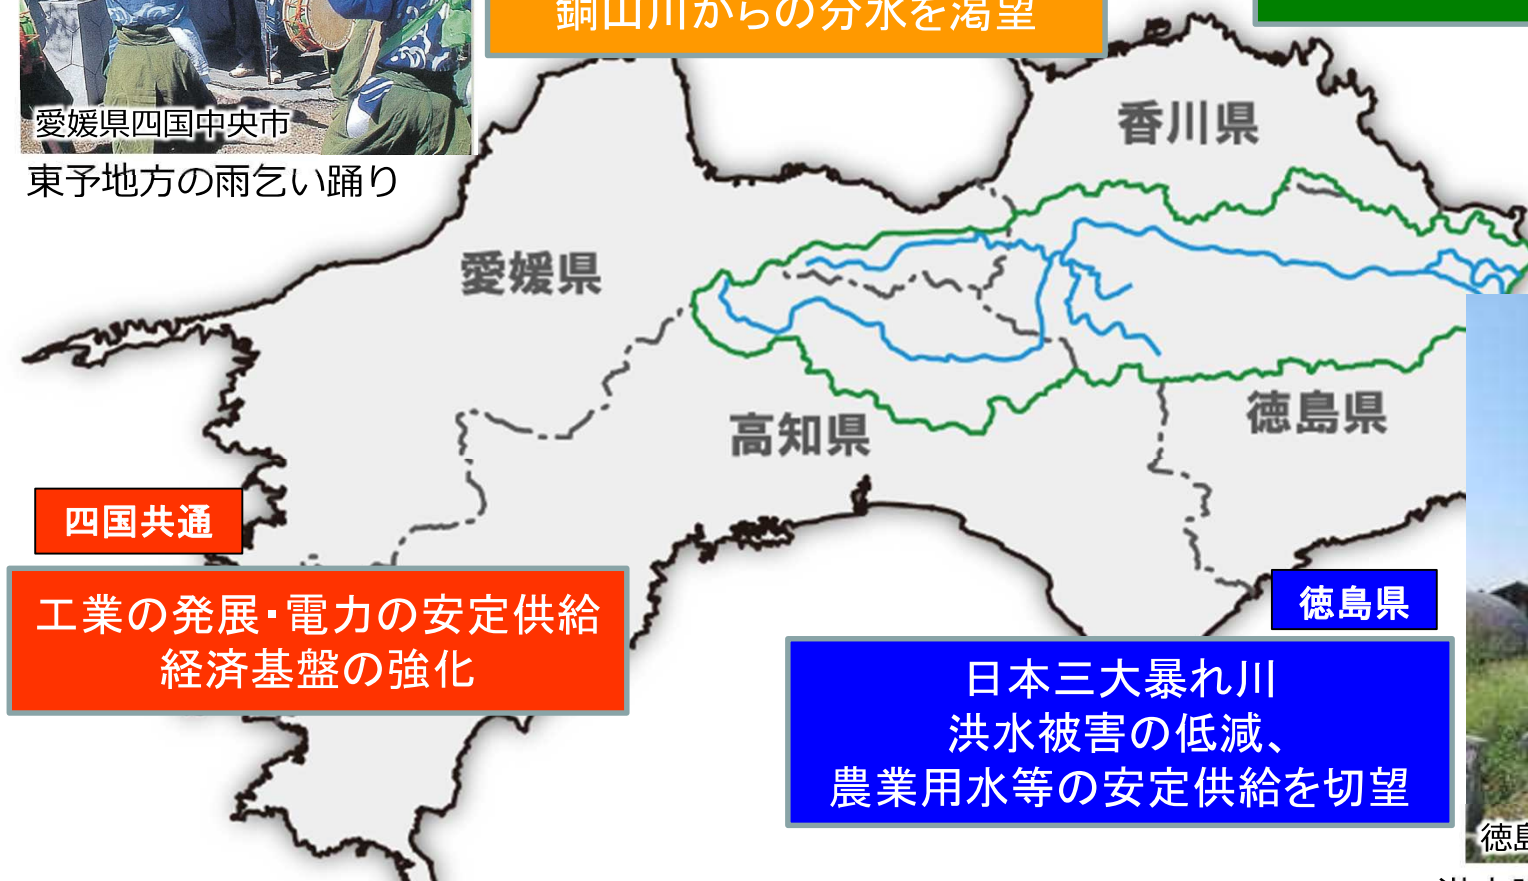 銅山川からの分水を渇望
愛媛県四国中央市
東予地方の雨乞い踊り
香川県
愛媛県
高知県
徳島県
四国共通
工業の発展・電力の安定供給
経済基盤の強化
徳島県
日本三大暴れ川
洪水被害の低減、
農業用水等の安定供給を切望
徳島